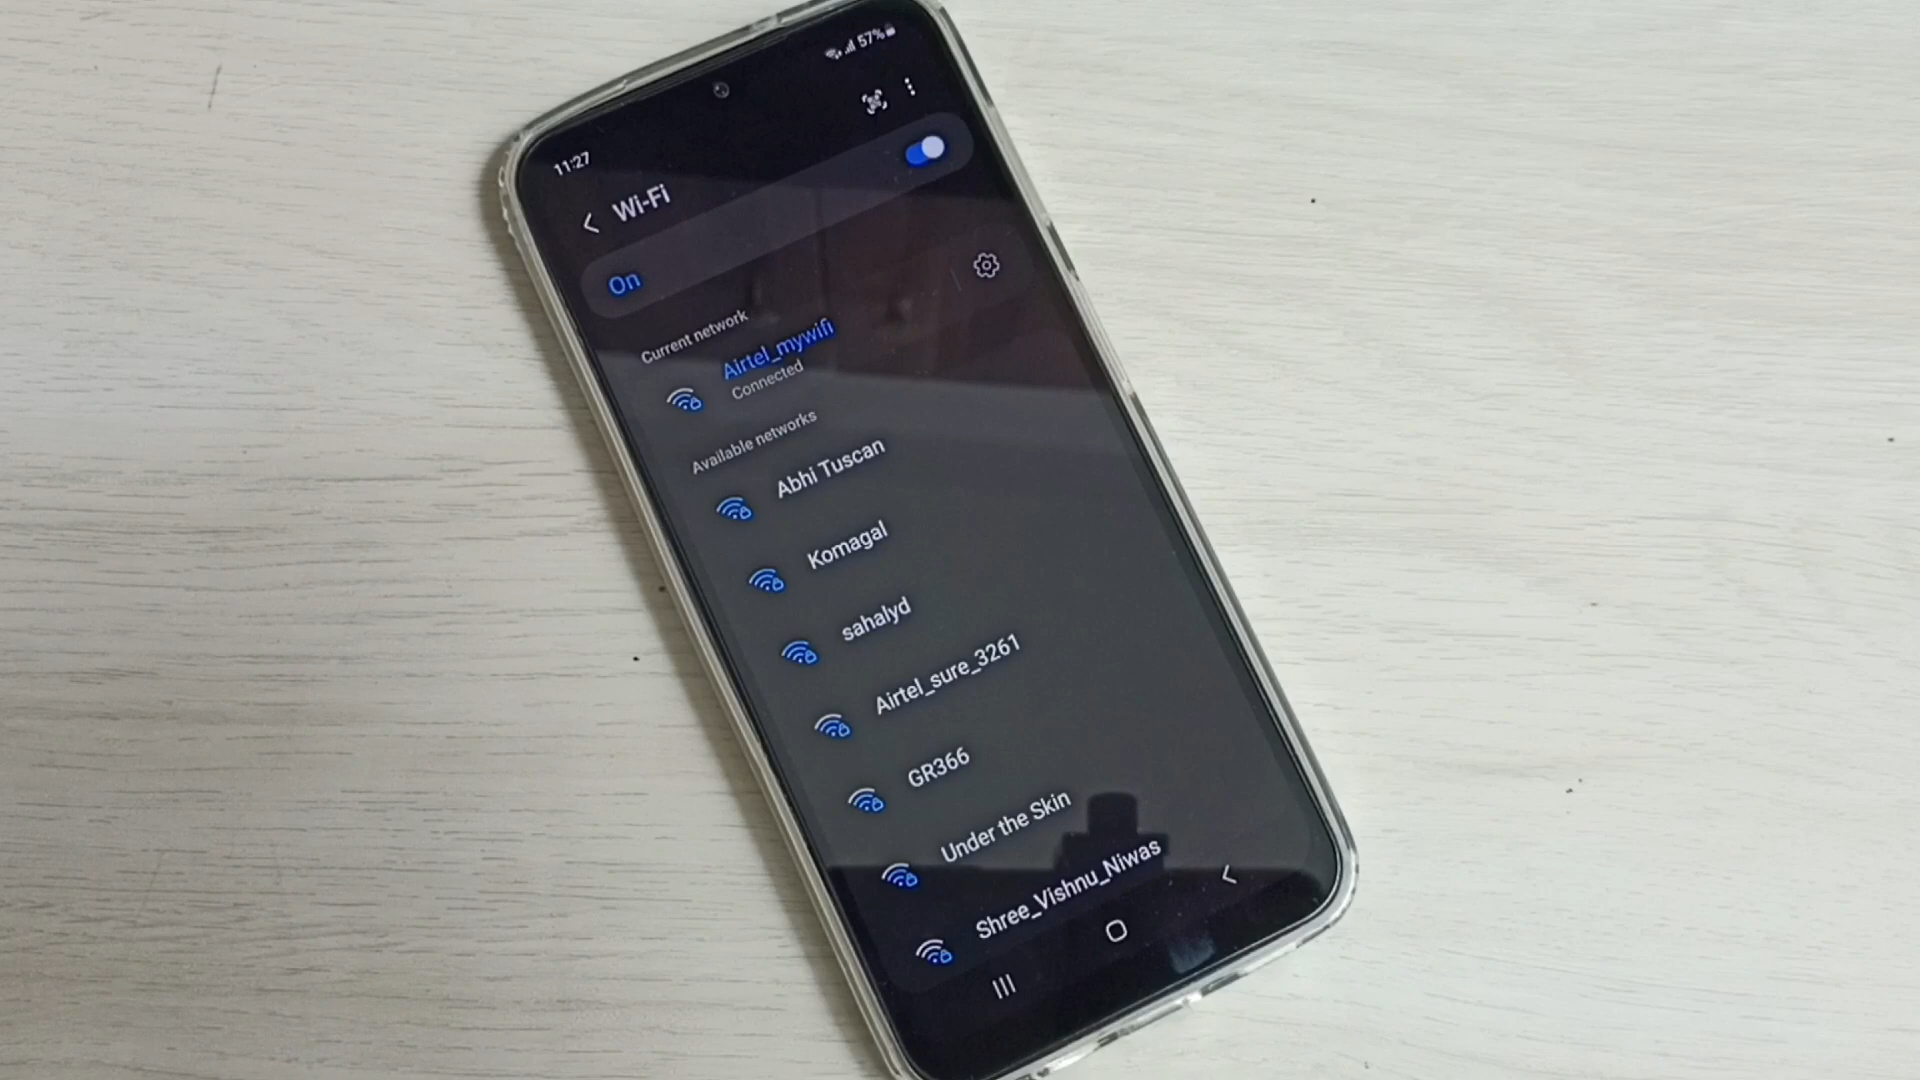 57%
11:27
Wi-Fi
On
Current network
Airtel_mywifi
Connected
Available networks
Abhi Tuscan
Komagal
sahalyd
Airtel_sure_3261
GR366
Under the Skin
Shree_Vishnu_Niwas